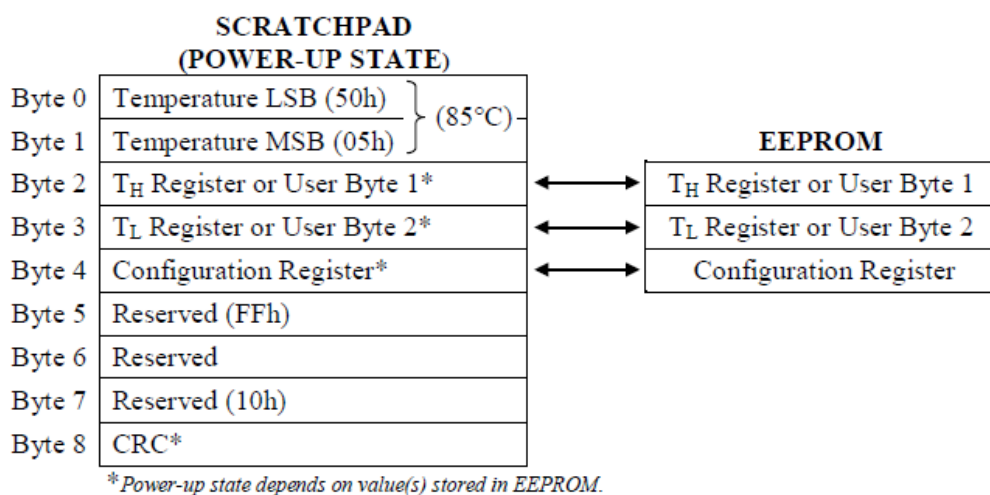 SCRATCHPAD
(POWER-UP STATE)
Byte 0 Temperature LSB (50h)
(85°C)
Byte 1 Temperature MSB (05h)
EEPROM
Byte 2 TH Register or User Byte 1* TH Register or User Byte 1
Byte 3 TL Register or User Byte 2* TL Register or User Byte 2
Byte 4 Configuration Register* Configuration Register
Byte 5 Reserved (FFh)
Byte 6 Reserved
Byte 7 Reserved (10h)
Byte 8 CRC*
*Power-up state depends on value(s) stored in EEPROM.